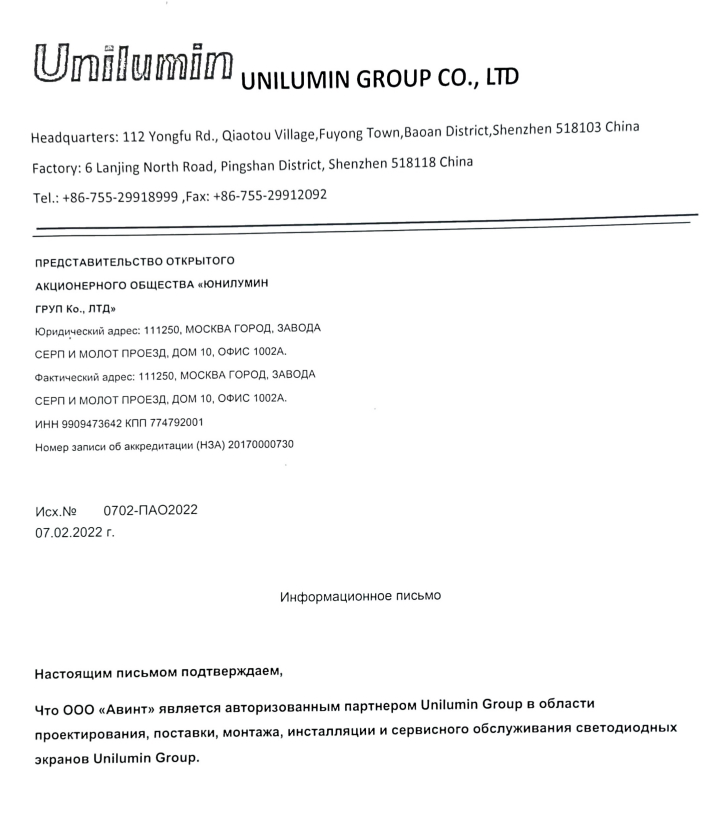 Unilumin UNILUMIN GROUP CO., LTD
Headquarters: 112 Yongfu Rd., Qiaotou Village,Fuyong Town,Baoan District,Shenzhen 518103 China
Factory: 6 Lanjing North Road, Pingshan District, Shenzhen 518118 China
Tel.: +86-755-29918999 ,Fax: +86-755-29912092
ПРЕДСТАВИТЕЛЬСТВО ОТКРЫТОГО
АКЦИОНЕРНОГО ОБЩЕСТВА «ЮНИЛУМИН
ГРУП Ко., ЛТД»
Юридический адрес: 111250, МОСКВА ГОРОД, ЗАВОДА
СЕРП И МОЛОТ ПРОЕЗД, ДОМ 10, ОФИС 1002А.
Фактический адрес: 111250, МОСКВА ГОРОД, ЗАВОДА
СЕРП И МОЛОТ ПРОЕЗД, ДОМ 10, ОФИС 1002А.
ИНН 9909473642 КПП 774792001
Номер записи об аккредитации (НЗА) 20170000730
Исх.№ 0702-ПАО2022
07.02.2022 г.
Информационное письмо
Настоящим письмом подтверждаем,
Что ООО «Авинт» является авторизованным партнером Unilumin Group в области
проектирования, поставки, монтажа, инсталляции и сервисного обслуживания светодиодных
экранов Unilumin Group.